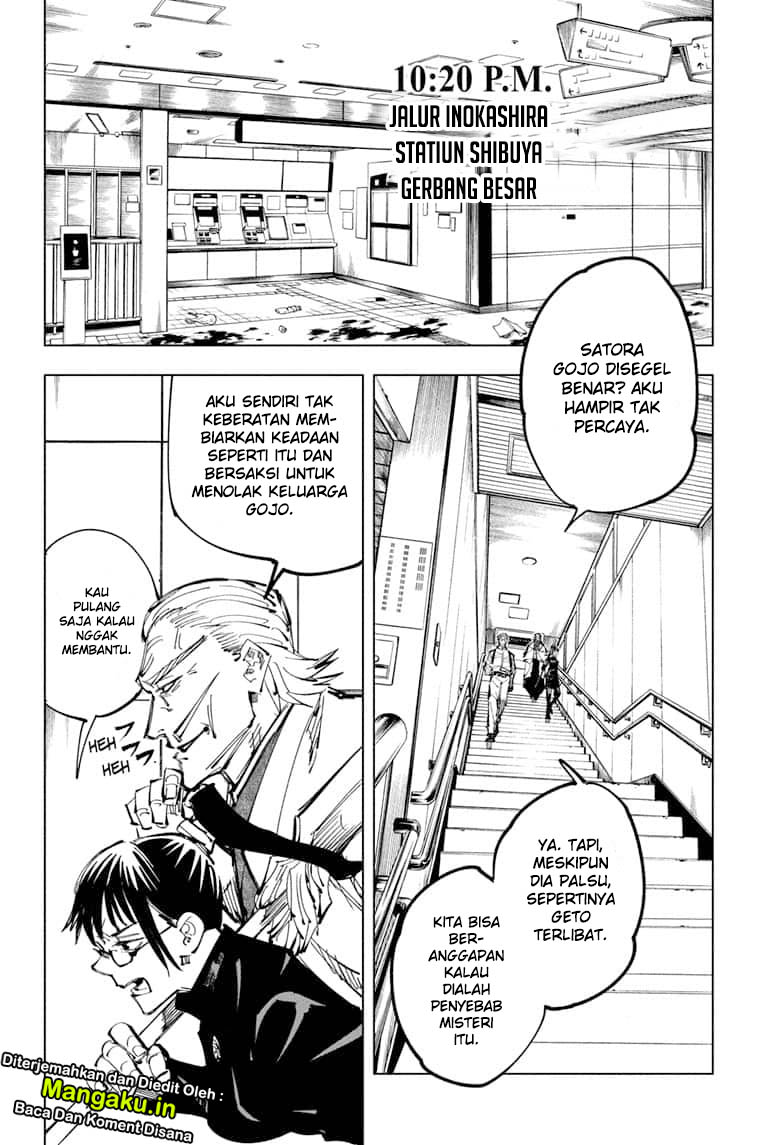 10:20 P.M.
JALUR INOKASHIRA
STATIUN SHIBUYA
GERBANG BESAR
SATORA
GOJO DISEGEL
BENAR? AKU
HAMPIR TAK
PERCAYA.
YA. TAPI,
MESKIPUN
DIA PALSU,
SEPERTINYA
GETO
TERLIBAT.
KITA BISA
BER-
ANGGAPAN
KALAU
DIALAH
PENYEBAB
MISTERI
ITU.
AKU SENDIRI TAK
KEBERATAN MEM-
BIARKAN KEADAAN
SEPERTI ITU DAN
BERSAKSI UNTUK
MENOLAK KELUARGA
GOJO.
KAU
PULANG
SAJA KALAU
NGGAK
MEMBANTU.
HEH
HEH
Diterjemahkan dan Diedit Oleh :
Mangaku.in
Baca Dan Koment Disana